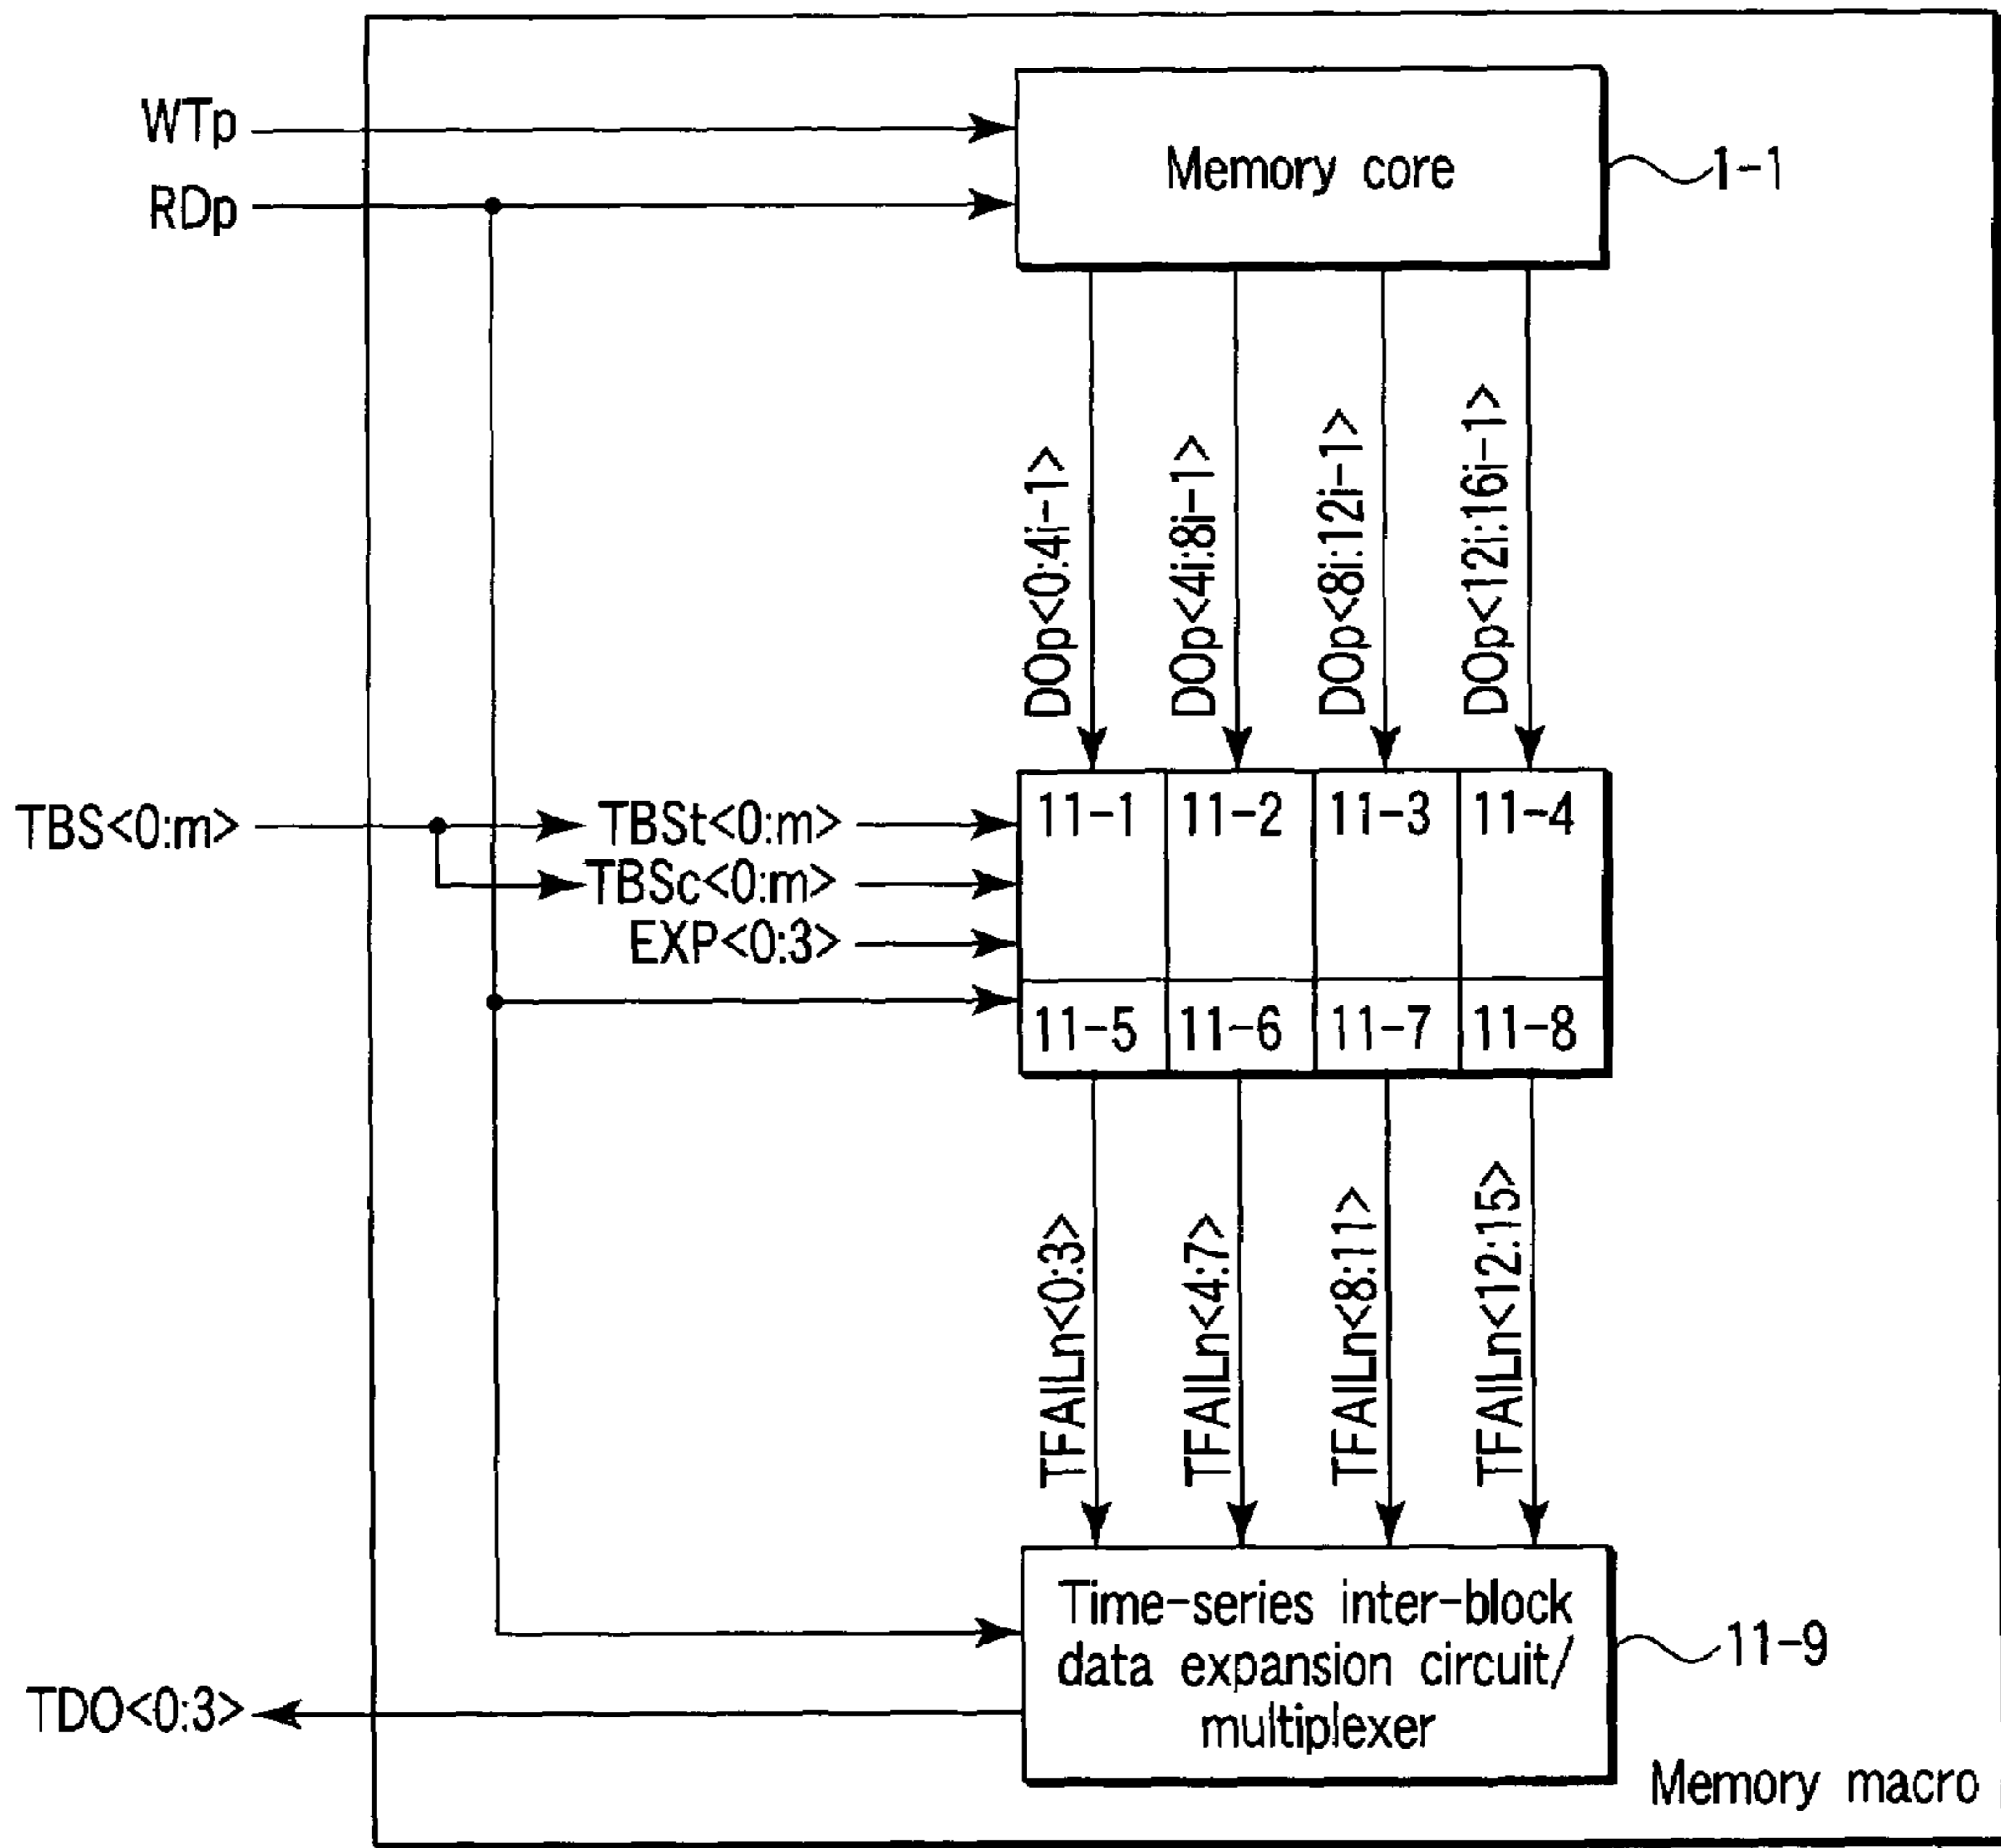 WTp
RDp
Memory core
1-1
DOp<0:4i-1>
DOp<4i:8i-1>
DOp<8i:12i-1>
DOp<12i:16i-1>
TBS<0:m>
TBSt<0:m>
TBSc<0:m>
EXP<0:3>
11-1
11-2
11-3
11-4
11-5
11-6
11-7
11-8
TFAILn<0:3>
TFAILn<4:7>
TFAILn<8:11>
TFAILn<12:15>
Time-series inter-block
data expansion circuit/
multiplexer
11-9
TDO<0:3>
Memory macro